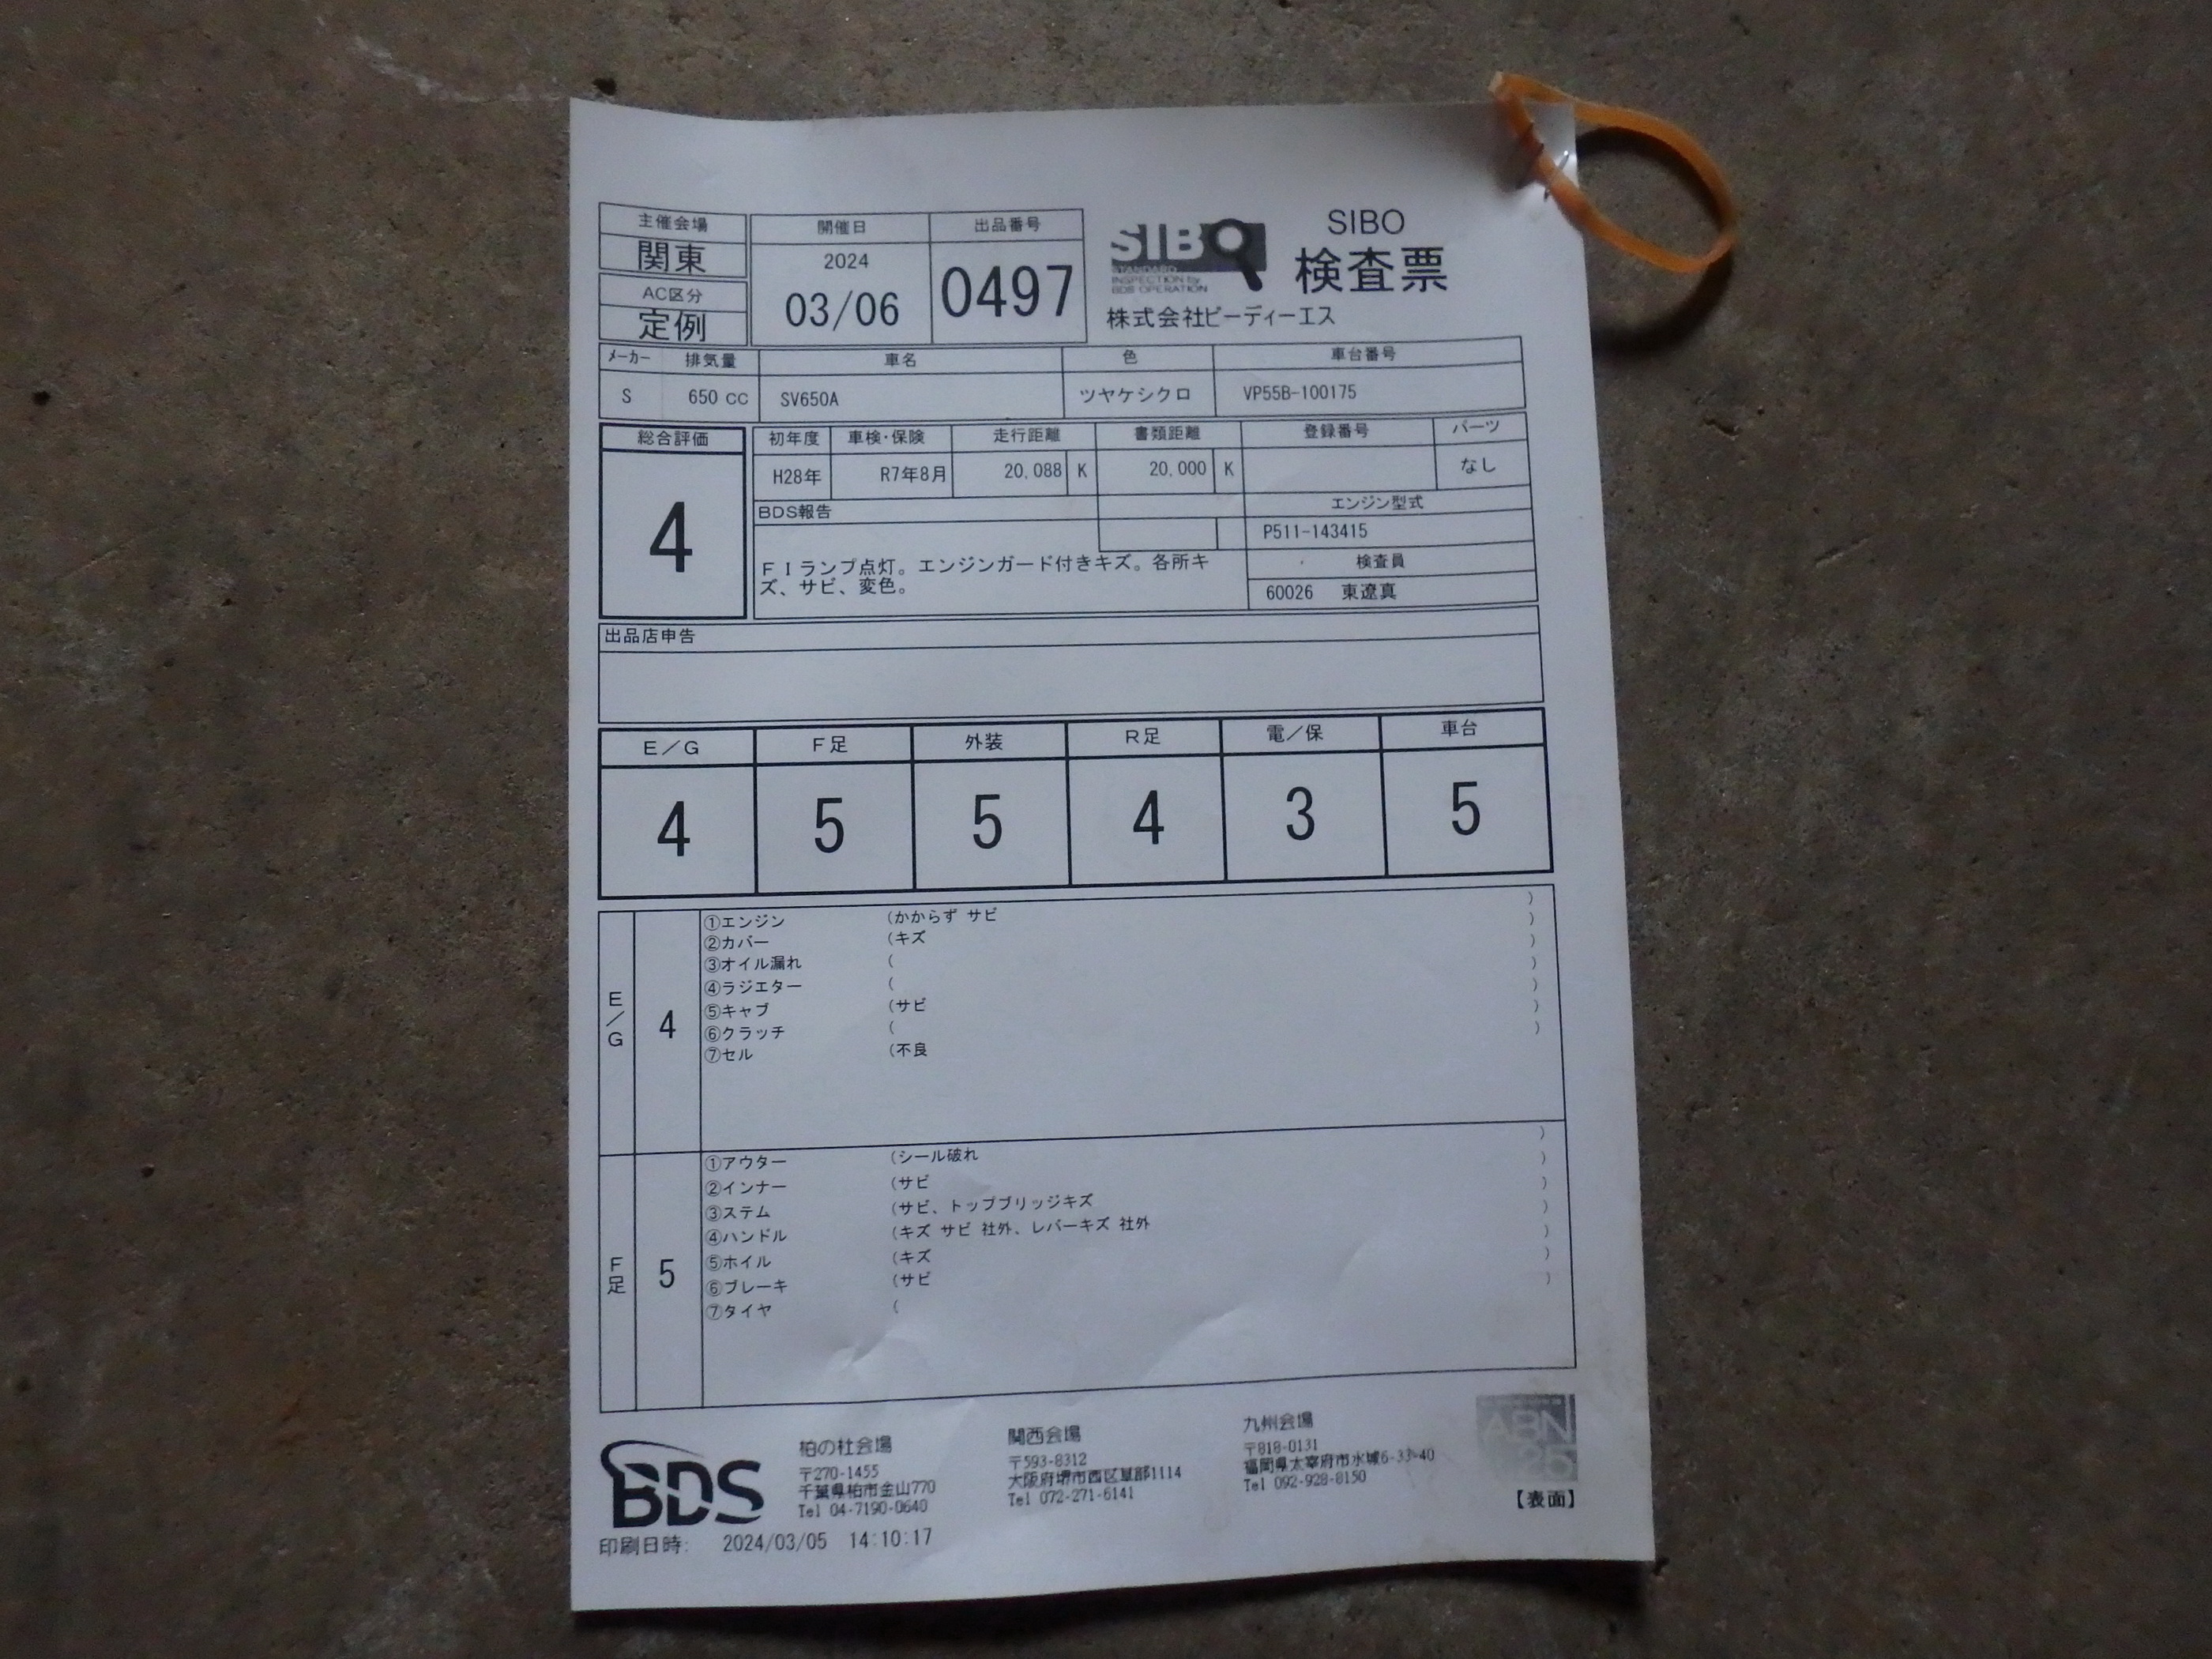 主催会場
関東
AC区分
定例
開催日
2024
03/06
出品番号
0497
SIBO
STANDARD
INSPECTION by
BDS OPERATION
SIBO
検査票
株式会社ビーディーエス
メーカー 排気量 車名 色 車台番号
S 650 CC SV650A ツヤケシクロ VP55B-100175
総合評価
4
初年度 車検・保険 走行距離 書類距離 登録番号 パーツ
H28年 R7年8月 20,088 K 20,000 K なし
BDS報告
FIランプ点灯。エンジンガード付きキズ。各所キ
ズ、サビ、変色。
エンジン型式
P511-143415
検査員
60026 東遼真
出品店申告
E/G F足 外装 R足 電/保 車台
4 5 5 4 3 5
E/G
4
①エンジン (かからず サビ )
②カバー (キズ )
③オイル漏れ ( )
④ラジエター ( )
⑤キャブ (サビ )
⑥クラッチ ( )
⑦セル (不良 )
F足
5
①アウター (シール破れ )
②インナー (サビ )
③ステム (サビ、トップブリッジキズ )
④ハンドル (キズ サビ 社外、レバーキズ 社外 )
⑤ホイル (キズ )
⑥ブレーキ (サビ )
⑦タイヤ ( )
BDS
柏の杜会場
〒270-1455
千葉県柏市金山770
Tel 04-7190-0640
関西会場
〒593-8312
大阪府堺市西区草部1114
Tel 072-271-6141
九州会場
〒818-0131
福岡県太宰府市水城6-33-40
Tel 092-928-8150
【表面】
印刷日時: 2024/03/05 14:10:17